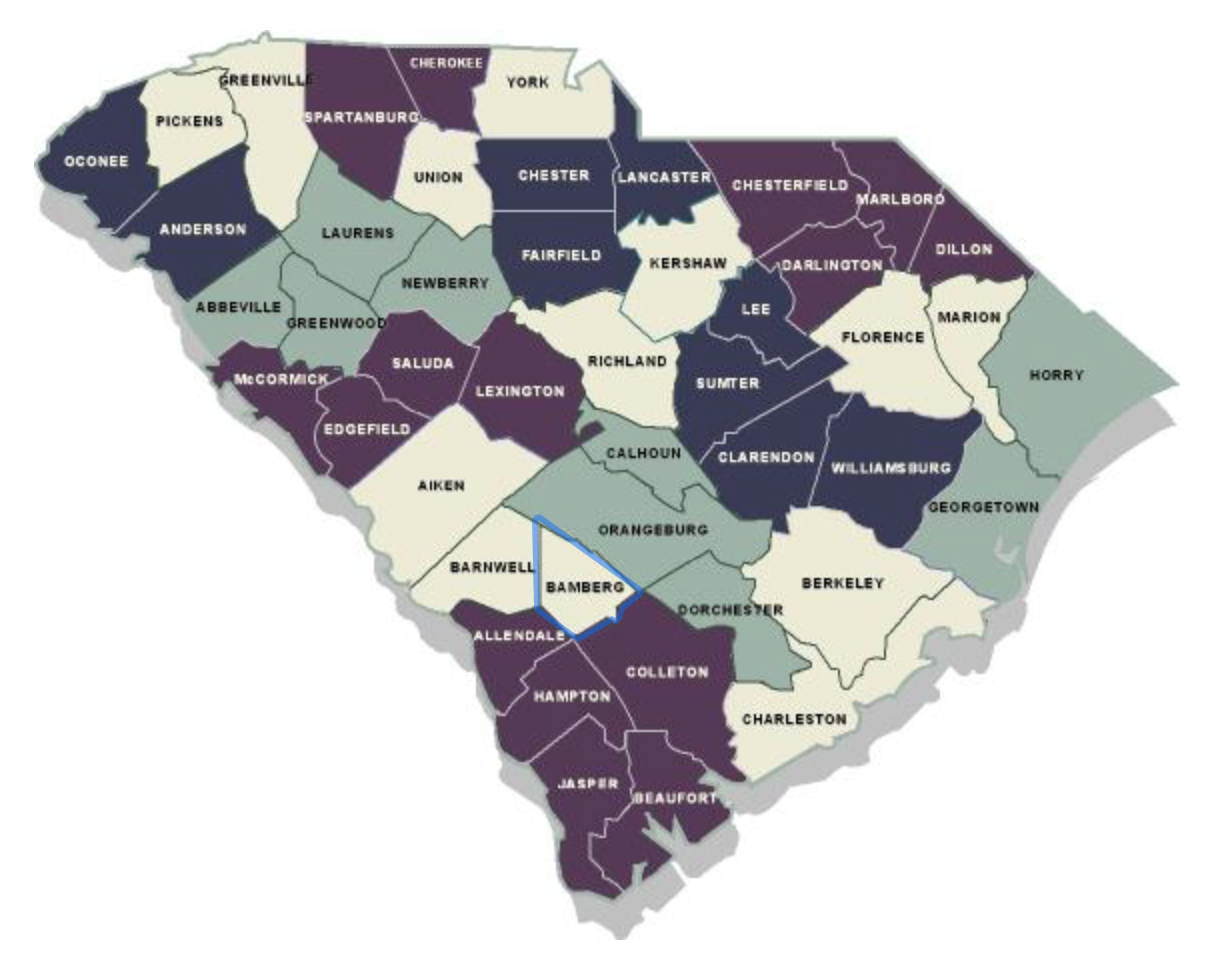 CHEROKEE
GREENVILLE
YORK
SPARTANBURG
PICKENS
OCONEE
UNION
CHESTER
LANCASTER
CHESTERFIELD
MARLBORO
ANDERSON
LAURENS
FAIRFIELD
KERSHAW
DARLINGTON
DILLON
NEWBERRY
ABBEVILLE
GREENWOOD
LEE
MARION
FLORENCE
SALUDA
RICHLAND
HORRY
McCORMICK
LEXINGTON
SUMTER
EDGEFIELD
CALHOUN
CLARENDON
WILLIAMSBURG
AIKEN
GEORGETOWN
ORANGEBURG
BARNWELL
BAMBERG
BERKELEY
DORCHESTER
ALLENDALE
COLLETON
HAMPTON
CHARLESTON
JASPER
BEAUFORT